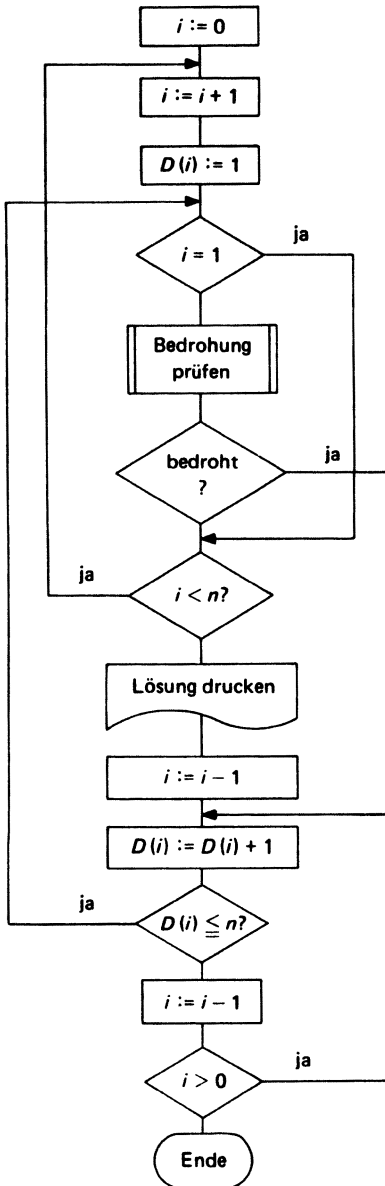 i := 0
i := i + 1
D(i) := 1
ja
i = 1
Bedrohung
prüfen
ja
bedroht
?
ja
i < n?
Lösung drucken
i := i − 1
D(i) := D(i) + 1
ja
D(i) ≦ n?
i := i − 1
ja
i > 0
Ende